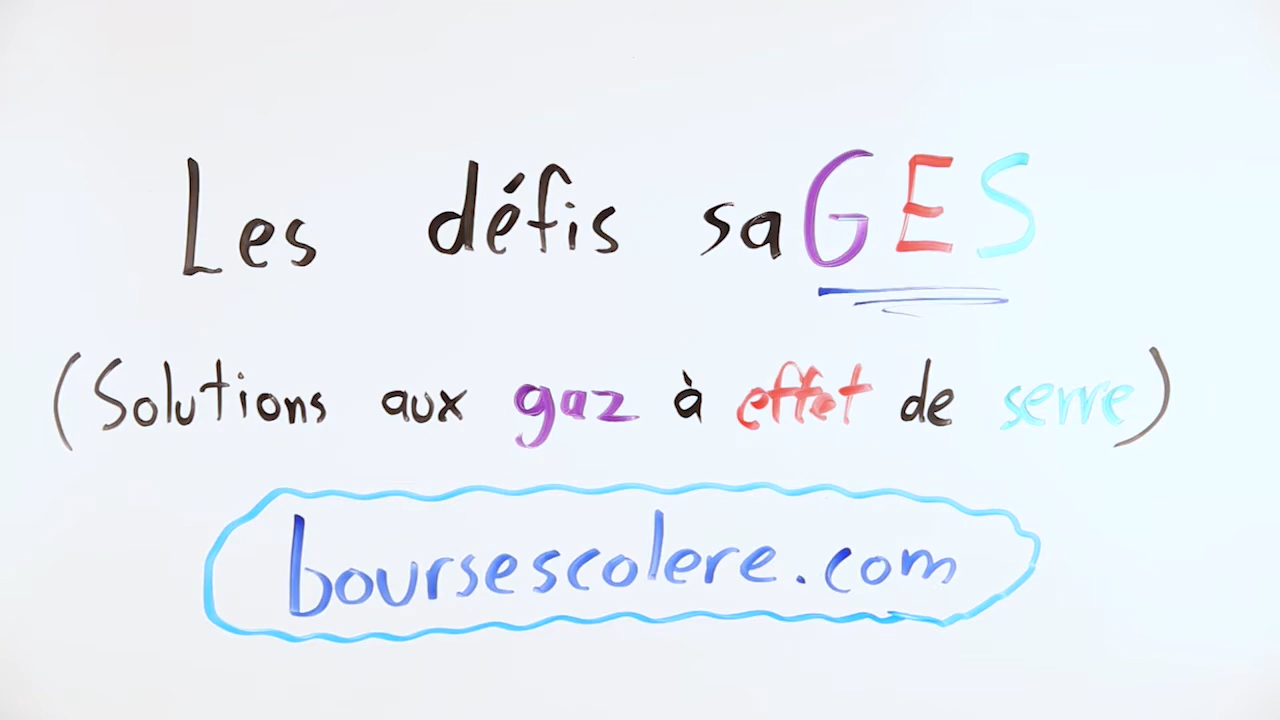 Les défis saGES
(Solutions aux gaz à effet de serre)
boursescolere.com